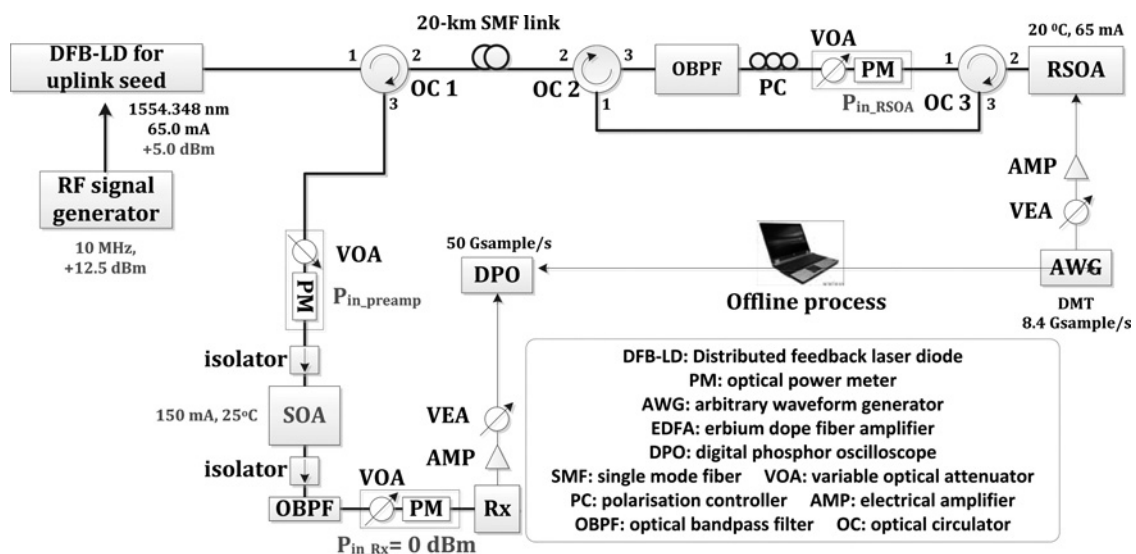 20-km SMF link
DFB-LD for
uplink seed
1554.348 nm
65.0 mA
+5.0 dBm
RF signal
generator
10 MHz,
+12.5 dBm
1
2
3
OC 1
2
3
1
OC 2
OBPF
PC
VOA
PM
Pin_RSOA
1
2
3
OC 3
20 ⁰C, 65 mA
RSOA
AMP
VEA
AWG
DMT
8.4 Gsample/s
Offline process
50 Gsample/s
DPO
VEA
AMP
Rx
VOA
PM
Pin_preamp
isolator
SOA
150 mA, 25⁰C
isolator
OBPF
VOA
PM
Pin_Rx= 0 dBm
DFB-LD: Distributed feedback laser diode
PM: optical power meter
AWG: arbitrary waveform generator
EDFA: erbium dope fiber amplifier
DPO: digital phosphor oscilloscope
SMF: single mode fiber VOA: variable optical attenuator
PC: polarisation controller AMP: electrical amplifier
OBPF: optical bandpass filter OC: optical circulator